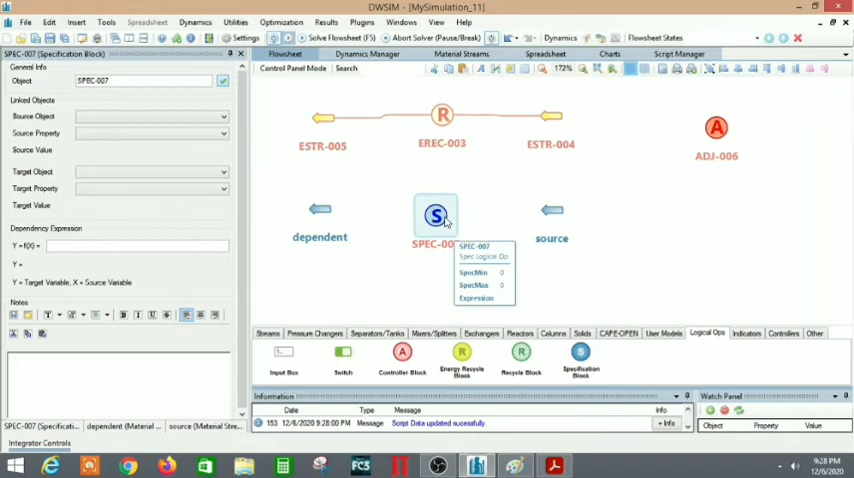 DWSIM - [MySimulation_11]
File Edit Insert Tools Spreadsheet Dynamics Utilities Optimization Results Plugins Windows View Help
Settings Solve Flowsheet (F5) Abort Solver (Pause/Break) Dynamics Flowsheet States
SPEC-007 (Specification Block)
Flowsheet Dynamics Manager Material Streams Spreadsheet Charts Script Manager
General Info
Control Panel Mode Search 172%
Object SPEC-007
Linked Objects
Source Object
Source Property
Source Value
Target Object
Target Property
Target Value
Dependency Expression
Y = f(X) =
Y =
Y = Target Variable, X = Source Variable
Notes
R
A
ESTR-005 EREC-003 ESTR-004
ADJ-006
S
dependent SPEC-00 source
SPEC-007
Spec Logical Op
SpecMin 0
SpecMax 0
Expression
Streams Pressure Changers Separators/Tanks Mixers/Splitters Exchangers Reactors Columns Solids CAPE-OPEN User Models Logical Ops Indicators Controllers Other
1... A R R S
Input Box Switch Controller Block Energy Recycle Block Recycle Block Specification Block
Information Watch Panel
Date Type Message Info
153 12/6/2020 9:28:00 PM Message Script Data updated sucessfully. + Info
Object Property Value
SPEC-007 (Specificati... dependent (Material ... source (Material Stre...
Integrator Controls
FC3
9:28 PM
12/6/2020